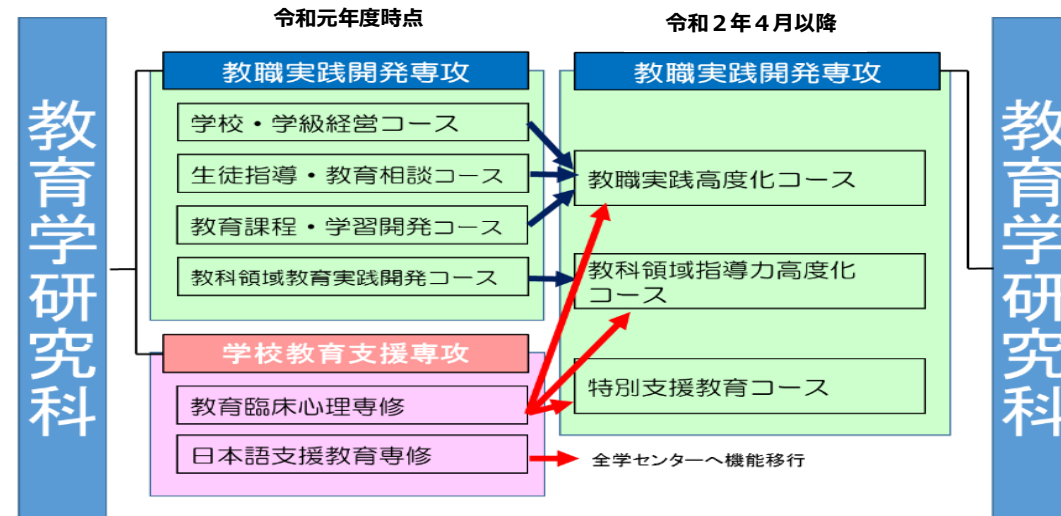 令和元年度時点
令和２年４月以降
教育学研究科
教職実践開発専攻
学校・学級経営コース
生徒指導・教育相談コース
教育課程・学習開発コース
教科領域教育実践開発コース
学校教育支援専攻
教育臨床心理専修
日本語支援教育専修
教職実践開発専攻
教職実践高度化コース
教科領域指導力高度化
コース
特別支援教育コース
全学センターへ機能移行
教育学研究科